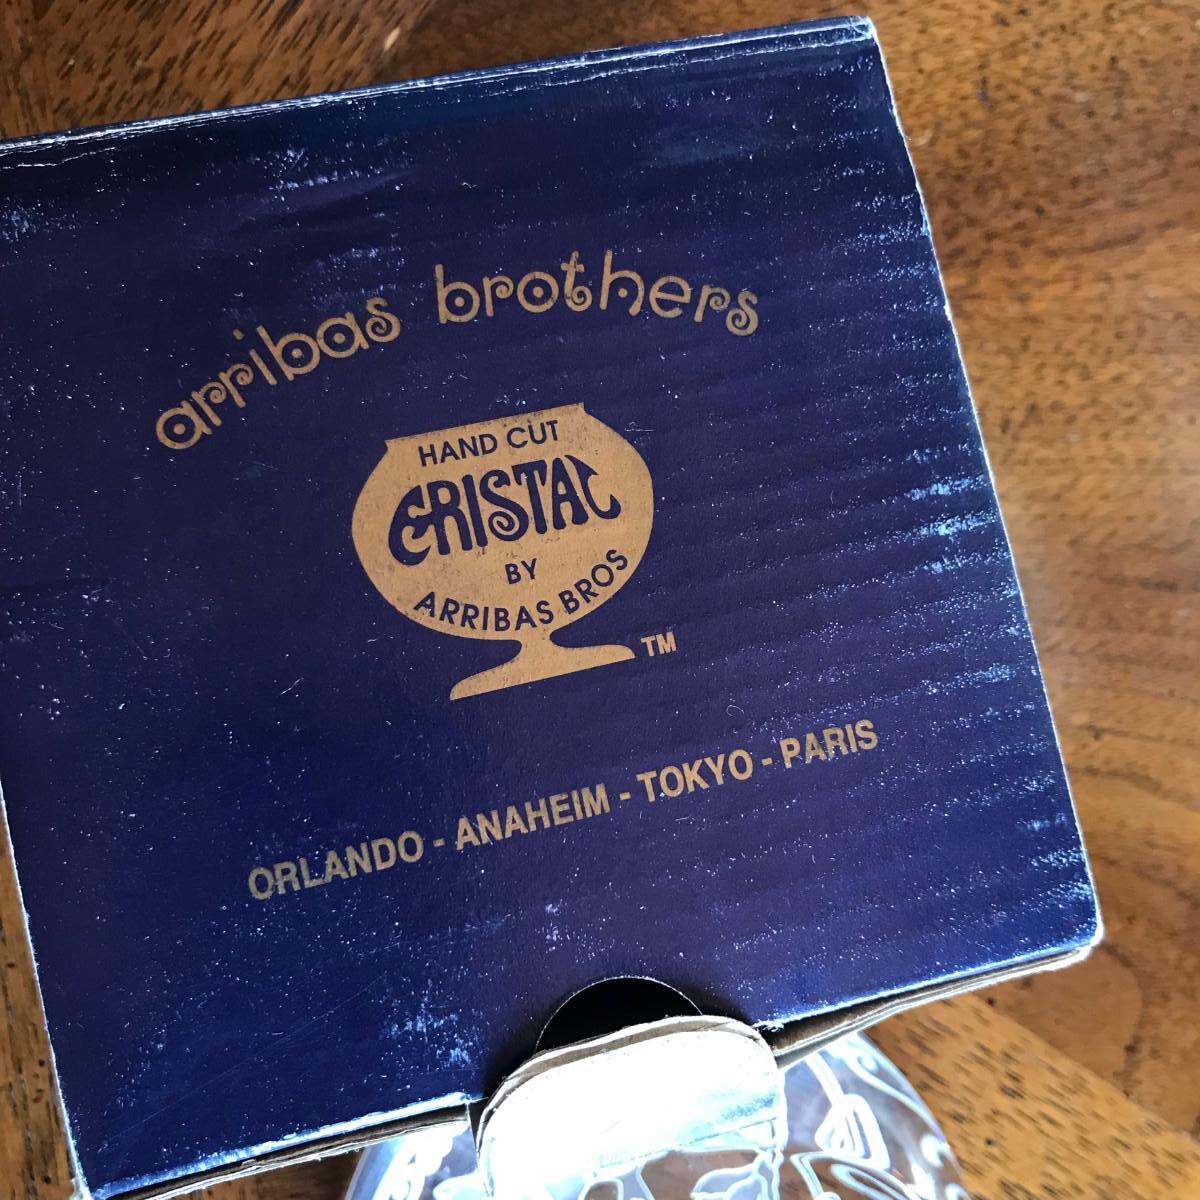 arribas brothers
HAND CUT
CRISTAL
BY
ARRIBAS BROS
TM
ORLANDO - ANAHEIM - TOKYO - PARIS